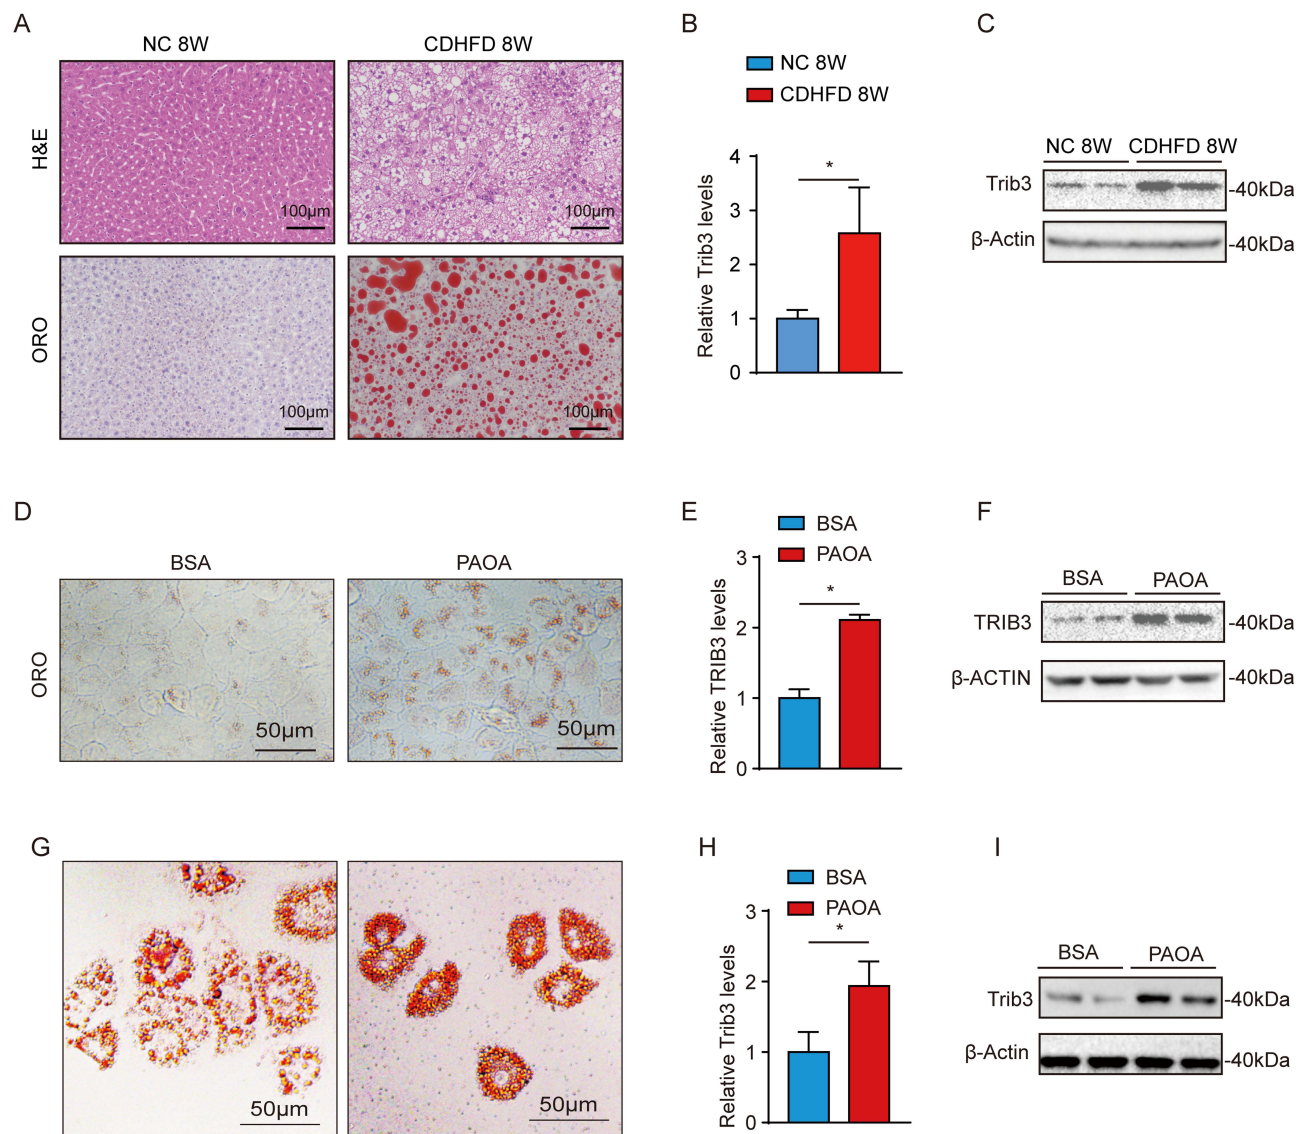 A
NC 8W
CDHFD 8W
H&E
100μm
100μm
ORO
100μm
100μm
B
NC 8W
CDHFD 8W
Relative Trib3 levels
4
3
2
1
0
*
C
NC 8W
CDHFD 8W
Trib3
-40kDa
β-Actin
-40kDa
D
BSA
PAOA
ORO
50μm
50μm
E
BSA
PAOA
Relative TRIB3 levels
3
2
1
0
*
F
BSA
PAOA
TRIB3
-40kDa
β-ACTIN
-40kDa
G
50μm
50μm
H
BSA
PAOA
Relative Trib3 levels
3
2
1
0
*
I
BSA
PAOA
Trib3
-40kDa
β-Actin
-40kDa